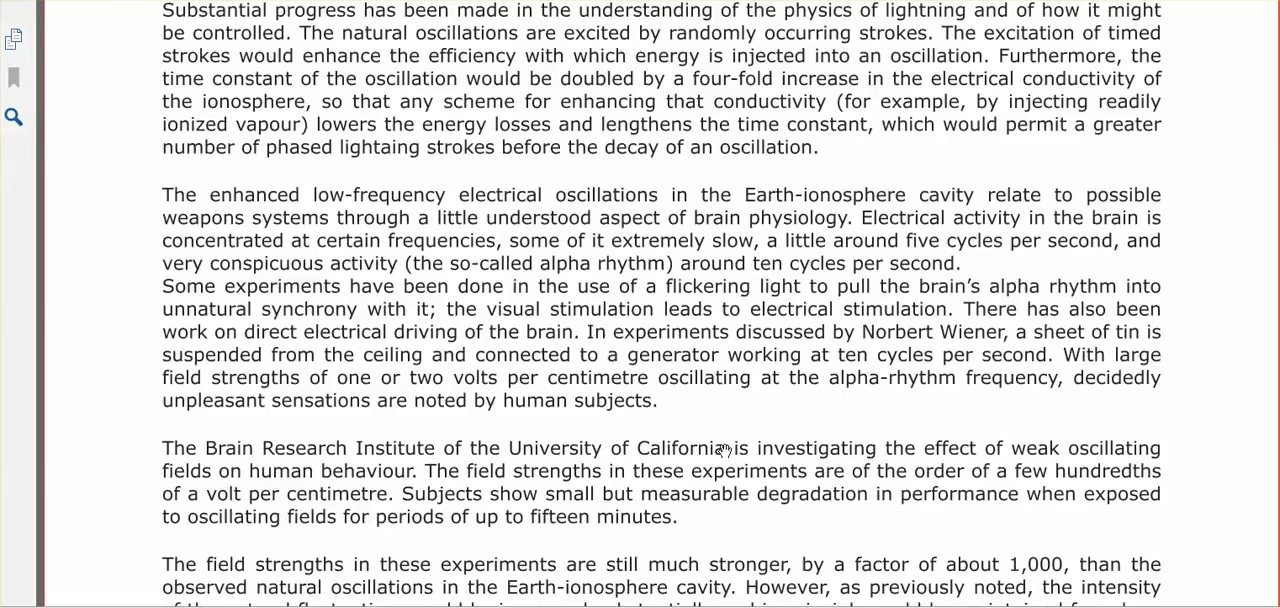 Substantial progress has been made in the understanding of the physics of lightning and of how it might
be controlled. The natural oscillations are excited by randomly occurring strokes. The excitation of timed
strokes would enhance the efficiency with which energy is injected into an oscillation. Furthermore, the
time constant of the oscillation would be doubled by a four-fold increase in the electrical conductivity of
the ionosphere, so that any scheme for enhancing that conductivity (for example, by injecting readily
ionized vapour) lowers the energy losses and lengthens the time constant, which would permit a greater
number of phased lightaing strokes before the decay of an oscillation.
The enhanced low-frequency electrical oscillations in the Earth-ionosphere cavity relate to possible
weapons systems through a little understood aspect of brain physiology. Electrical activity in the brain is
concentrated at certain frequencies, some of it extremely slow, a little around five cycles per second, and
very conspicuous activity (the so-called alpha rhythm) around ten cycles per second.
Some experiments have been done in the use of a flickering light to pull the brain’s alpha rhythm into
unnatural synchrony with it; the visual stimulation leads to electrical stimulation. There has also been
work on direct electrical driving of the brain. In experiments discussed by Norbert Wiener, a sheet of tin is
suspended from the ceiling and connected to a generator working at ten cycles per second. With large
field strengths of one or two volts per centimetre oscillating at the alpha-rhythm frequency, decidedly
unpleasant sensations are noted by human subjects.
The Brain Research Institute of the University of California is investigating the effect of weak oscillating
fields on human behaviour. The field strengths in these experiments are of the order of a few hundredths
of a volt per centimetre. Subjects show small but measurable degradation in performance when exposed
to oscillating fields for periods of up to fifteen minutes.
The field strengths in these experiments are still much stronger, by a factor of about 1,000, than the
observed natural oscillations in the Earth-ionosphere cavity. However, as previously noted, the intensity